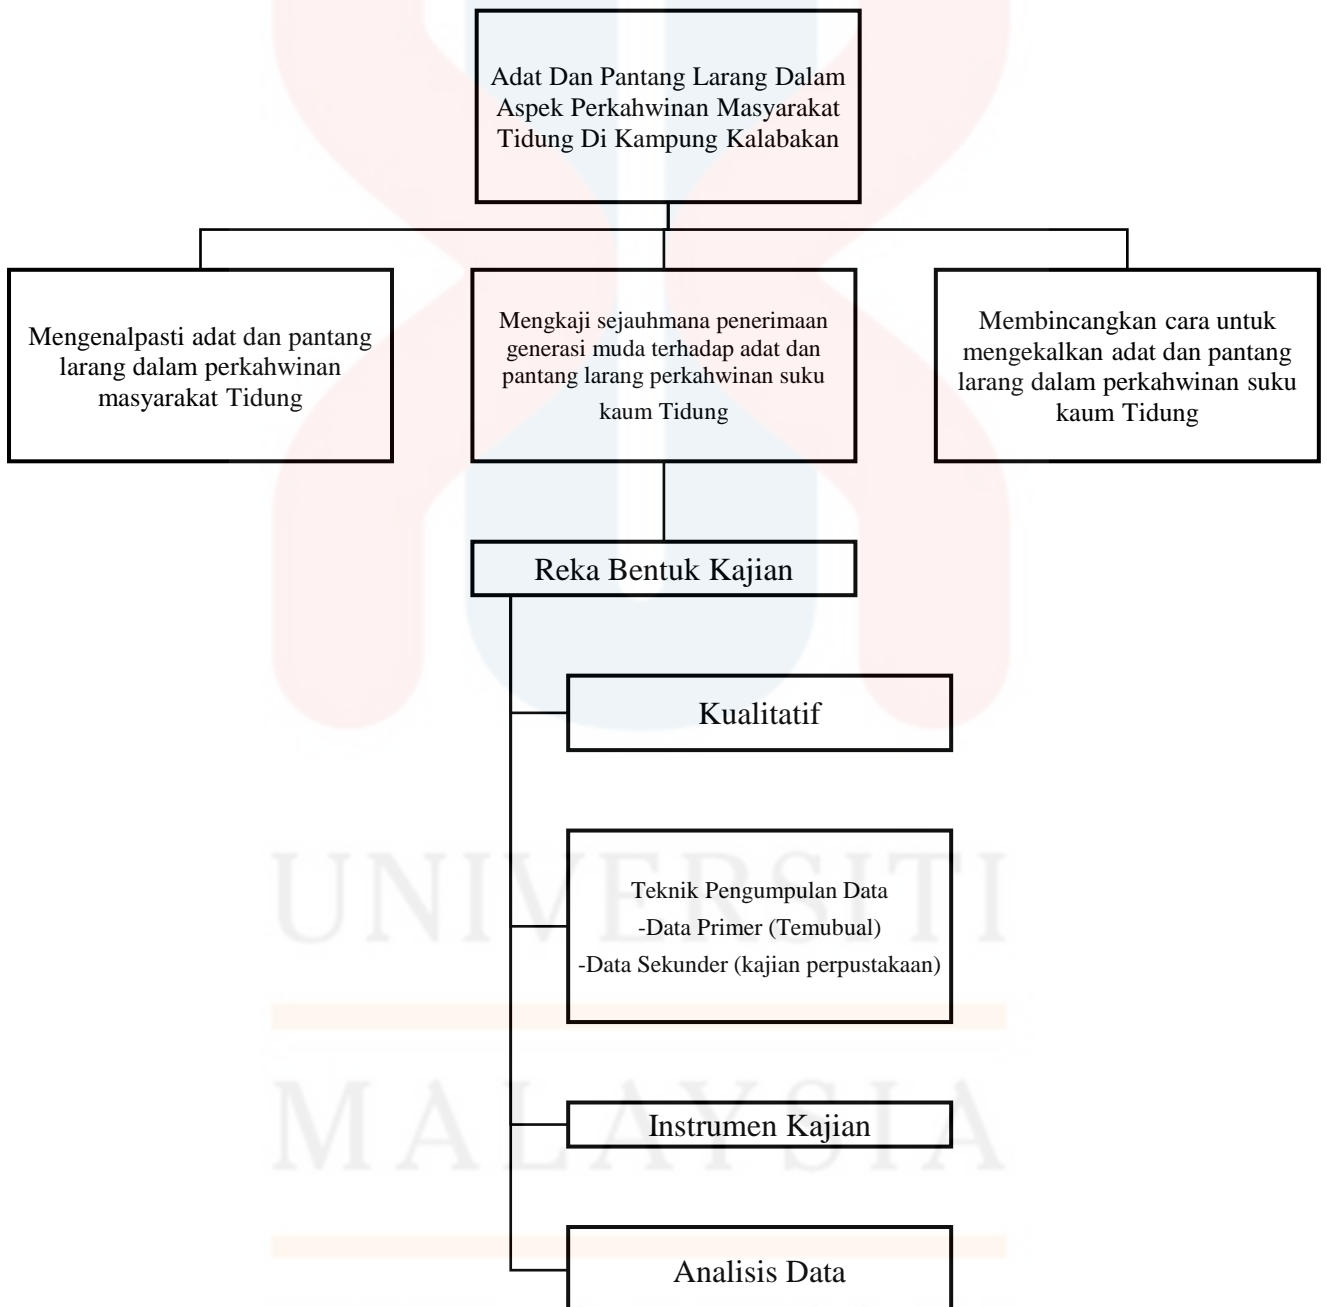 Adat Dan Pantang Larang Dalam
Aspek Perkahwinan Masyarakat
Tidung Di Kampung Kalabakan
Mengenalpasti adat dan pantang
larang dalam perkahwinan
masyarakat Tidung
Mengkaji sejauhmana penerimaan
generasi muda terhadap adat dan
pantang larang perkahwinan suku
kaum Tidung
Membincangkan cara untuk
mengekalkan adat dan pantang
larang dalam perkahwinan suku
kaum Tidung
Reka Bentuk Kajian
Kualitatif
Teknik Pengumpulan Data
-Data Primer (Temubual)
-Data Sekunder (kajian perpustakaan)
Instrumen Kajian
Analisis Data
UNIVERSITI
MALAYSIA